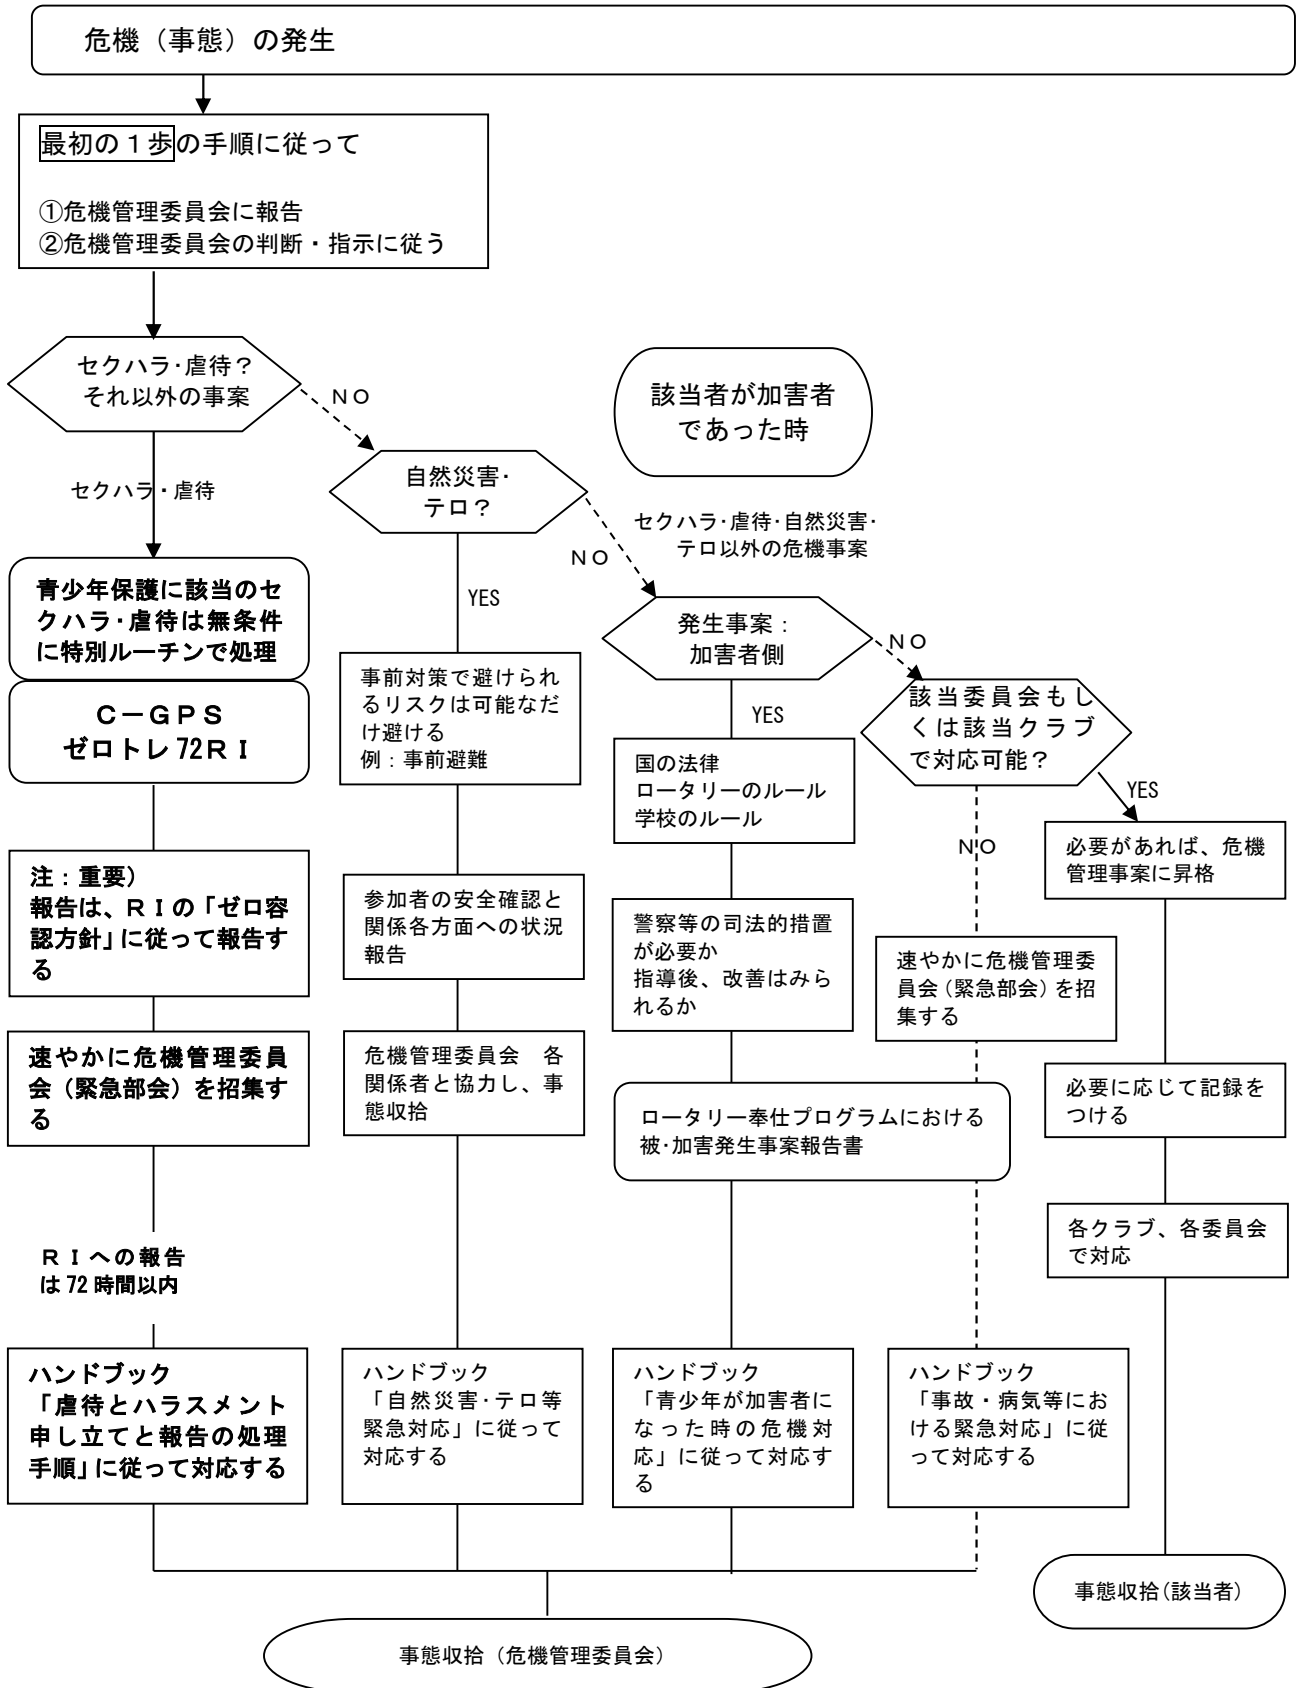 危機（事態）の発生
最初の１歩の手順に従って
①危機管理委員会に報告
②危機管理委員会の判断・指示に従う
セクハラ･虐待？
それ以外の事案
ＮＯ
セクハラ・虐待
該当者が加害者
であった時
自然災害･
テロ？
セクハラ･虐待･自然災害･
テロ以外の危機事案
ＮＯ
YES
青少年保護に該当のセ
クハラ･虐待は無条件
に特別ルーチンで処理
Ｃ－ＧＰＳ
ゼロトレ 72ＲＩ
発生事案：
加害者側
ＮＯ
YES
事前対策で避けられ
るリスクは可能なだ
け避ける
例：事前避難
該当委員会もし
くは該当クラブ
で対応可能？
YES
ＮＯ
国の法律
ロータリーのルール
学校のルール
必要があれば、危機
管理事案に昇格
注：重要）
報告は、ＲＩの「ゼロ容
認方針」に従って報告す
る
参加者の安全確認と
関係各方面への状況
報告
警察等の司法的措置
が必要か
指導後、改善はみら
れるか
速やかに危機管理委
員会（緊急部会）を招
集する
速やかに危機管理委員
会（緊急部会）を招集す
る
危機管理委員会　各
関係者と協力し、事
態収拾
ロータリー奉仕プログラムにおける
被･加害発生事案報告書
必要に応じて記録を
つける
各クラブ、各委員会
で対応
ＲＩへの報告
は 72 時間以内
ハンドブック
「虐待とハラスメント
申し立てと報告の処理
手順」に従って対応する
ハンドブック
「自然災害･テロ等
緊急対応」に従って
対応する
ハンドブック
「青少年が加害者に
なった時の危機対
応」に従って対応す
る
ハンドブック
「事故・病気等にお
ける緊急対応」に従
って対応する
事態収拾（該当者）
事態収拾（危機管理委員会）